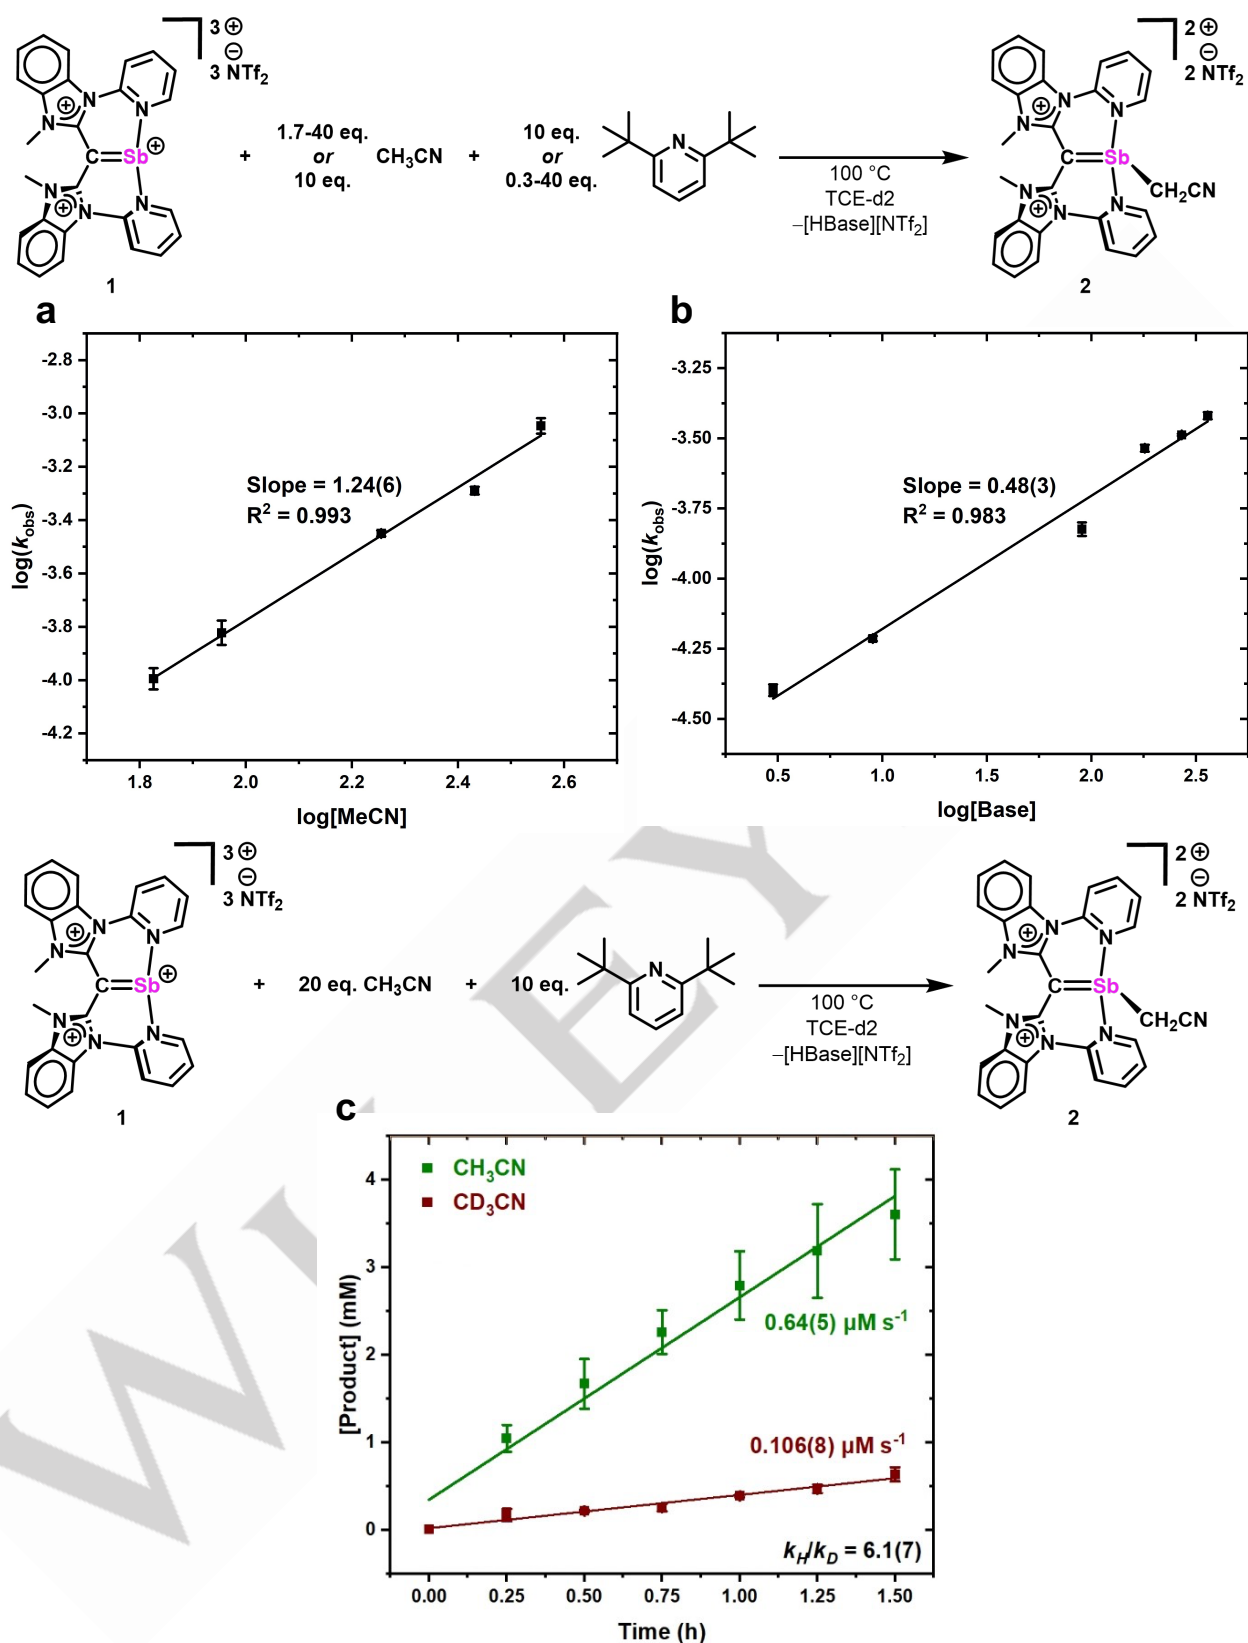 3 ⊕
⊖
3 NTf2
N
N
N
⊕
C=Sb⊕
N
N
N
⊕
1
+
1.7-40 eq.
or
10 eq.
CH3CN
+
10 eq.
or
0.3-40 eq.
N
100 °C
TCE-d2
–[HBase][NTf2]
2 ⊕
⊖
2 NTf2
N
N
N
⊕
C=Sb
CH2CN
N
N
N
⊕
2
a
-2.8
-3.0
-3.2
-3.4
-3.6
-3.8
-4.0
-4.2
log(kobs)
Slope = 1.24(6)
R2 = 0.993
1.8 2.0 2.2 2.4 2.6
log[MeCN]
b
-3.25
-3.50
-3.75
-4.00
-4.25
-4.50
log(kobs)
Slope = 0.48(3)
R2 = 0.983
0.5 1.0 1.5 2.0 2.5
log[Base]
3 ⊕
⊖
3 NTf2
N
N
N
⊕
C=Sb⊕
N
N
N
⊕
1
+
20 eq. CH3CN
+
10 eq.
N
100 °C
TCE-d2
–[HBase][NTf2]
2 ⊕
⊖
2 NTf2
N
N
N
⊕
C=Sb
CH2CN
N
N
N
⊕
2
c
CH3CN
CD3CN
4
3
2
1
0
[Product] (mM)
0.64(5) µM s-1
0.106(8) µM s-1
kH/kD = 6.1(7)
0.00 0.25 0.50 0.75 1.00 1.25 1.50
Time (h)